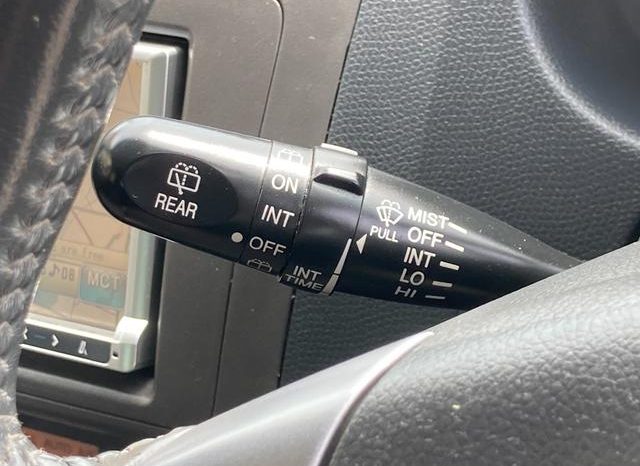 REAR
ON
INT
OFF
INT
TIME
PULL
MIST
OFF
INT
LO
HI
MCT